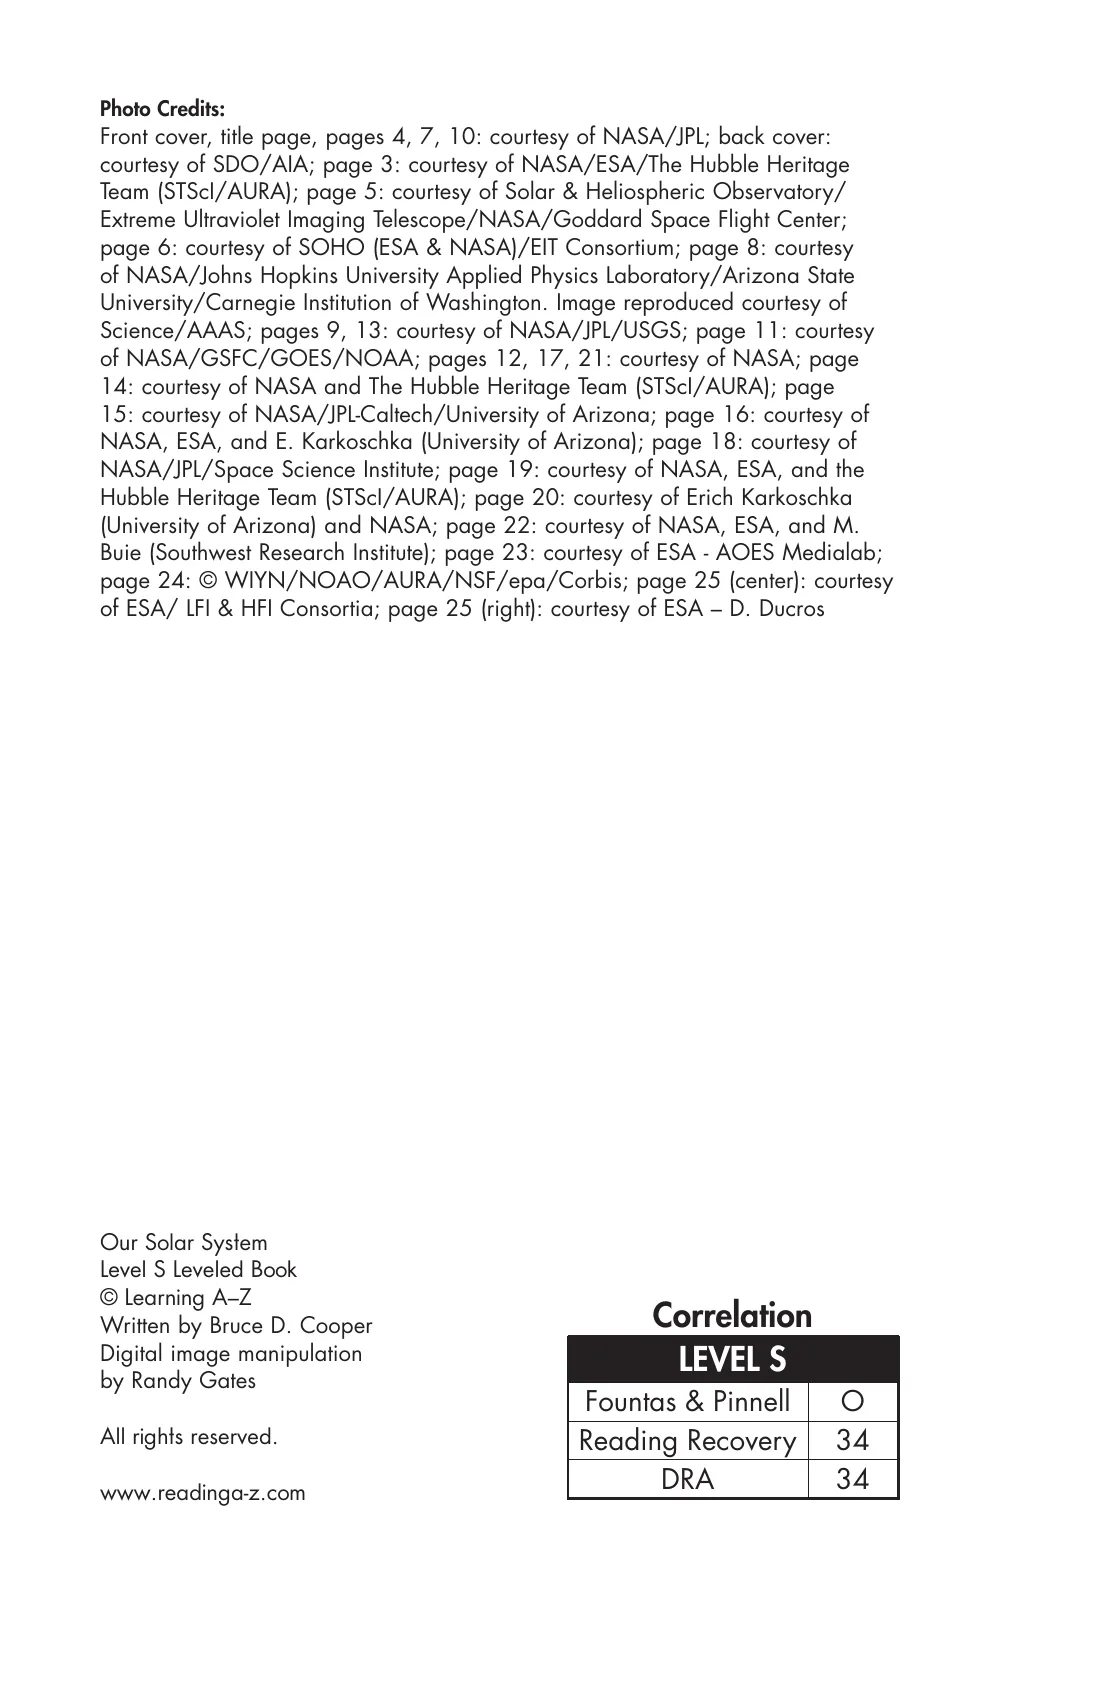 Photo Credits:
Front cover, title page, pages 4, 7, 10: courtesy of NASA/JPL; back cover:
courtesy of SDO/AIA; page 3: courtesy of NASA/ESA/The Hubble Heritage
Team (STScI/AURA); page 5: courtesy of Solar & Heliospheric Observatory/
Extreme Ultraviolet Imaging Telescope/NASA/Goddard Space Flight Center;
page 6: courtesy of SOHO (ESA & NASA)/EIT Consortium; page 8: courtesy
of NASA/Johns Hopkins University Applied Physics Laboratory/Arizona State
University/Carnegie Institution of Washington. Image reproduced courtesy of
Science/AAAS; pages 9, 13: courtesy of NASA/JPL/USGS; page 11: courtesy
of NASA/GSFC/GOES/NOAA; pages 12, 17, 21: courtesy of NASA; page
14: courtesy of NASA and The Hubble Heritage Team (STScI/AURA); page
15: courtesy of NASA/JPL-Caltech/University of Arizona; page 16: courtesy of
NASA, ESA, and E. Karkoschka (University of Arizona); page 18: courtesy of
NASA/JPL/Space Science Institute; page 19: courtesy of NASA, ESA, and the
Hubble Heritage Team (STScI/AURA); page 20: courtesy of Erich Karkoschka
(University of Arizona) and NASA; page 22: courtesy of NASA, ESA, and M.
Buie (Southwest Research Institute); page 23: courtesy of ESA - AOES Medialab;
page 24: © WIYN/NOAO/AURA/NSF/epa/Corbis; page 25 (center): courtesy
of ESA/ LFI & HFI Consortia; page 25 (right): courtesy of ESA – D. Ducros
Our Solar System
Level S Leveled Book
© Learning A–Z
Written by Bruce D. Cooper
Digital image manipulation
by Randy Gates
All rights reserved.
www.readinga-z.com
Correlation
LEVEL S
Fountas & Pinnell O
Reading Recovery 34
DRA 34